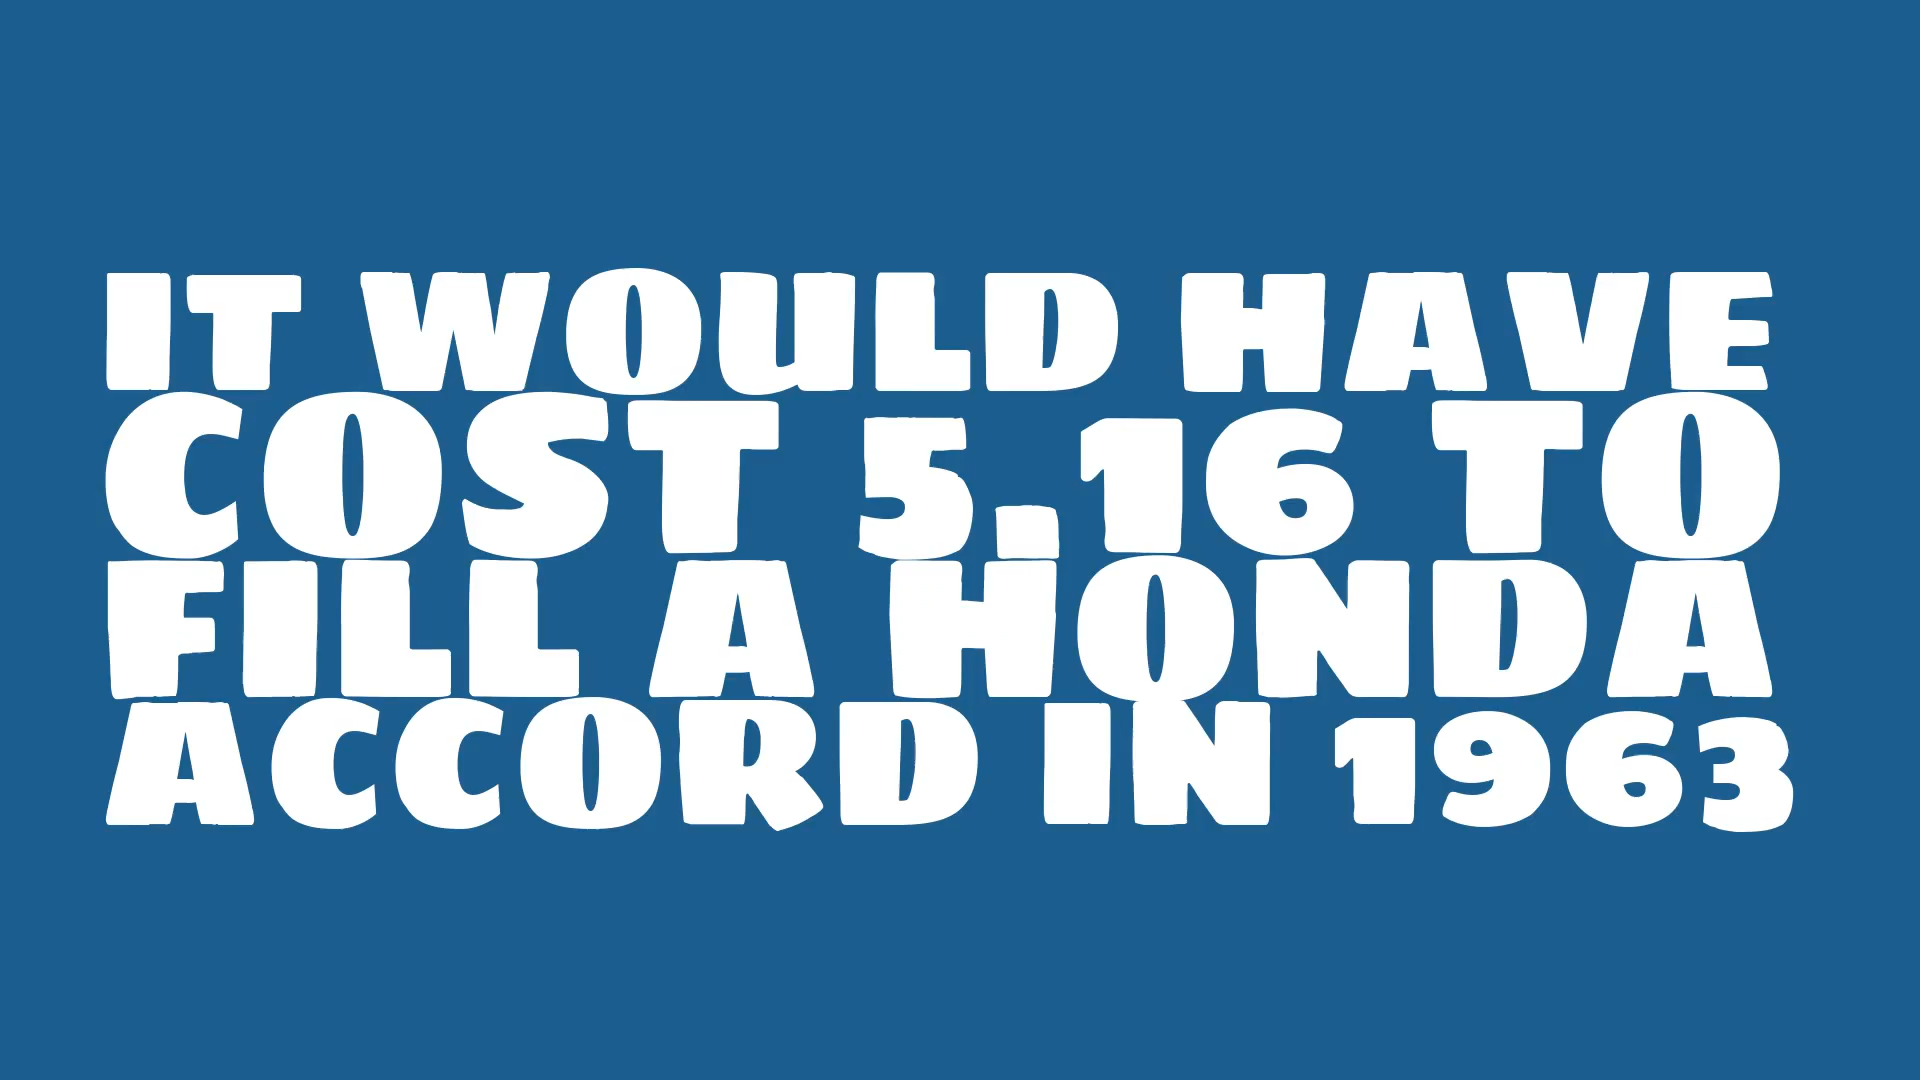 IT WOULD HAVE
COST 5.16 TO
FILL A HONDA
ACCORD IN 1963